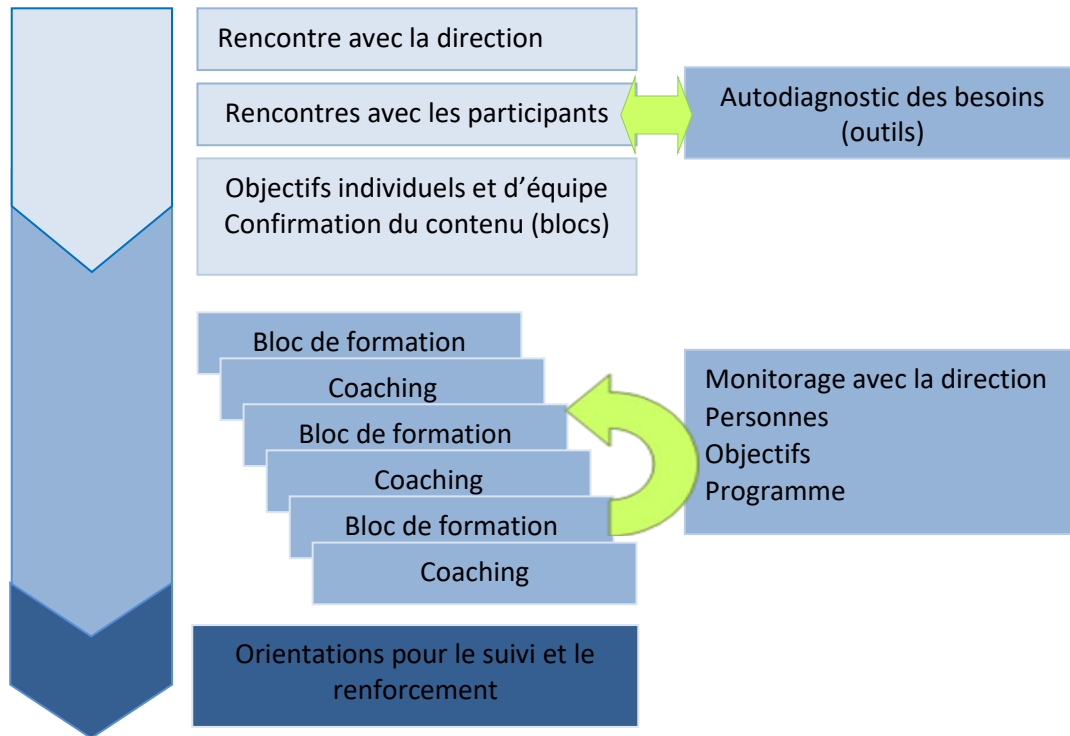 Rencontre avec la direction
Rencontres avec les participants
Autodiagnostic des besoins
(outils)
Objectifs individuels et d’équipe
Confirmation du contenu (blocs)
Bloc de formation
Coaching
Bloc de formation
Coaching
Bloc de formation
Coaching
Monitorage avec la direction
Personnes
Objectifs
Programme
Orientations pour le suivi et le
renforcement